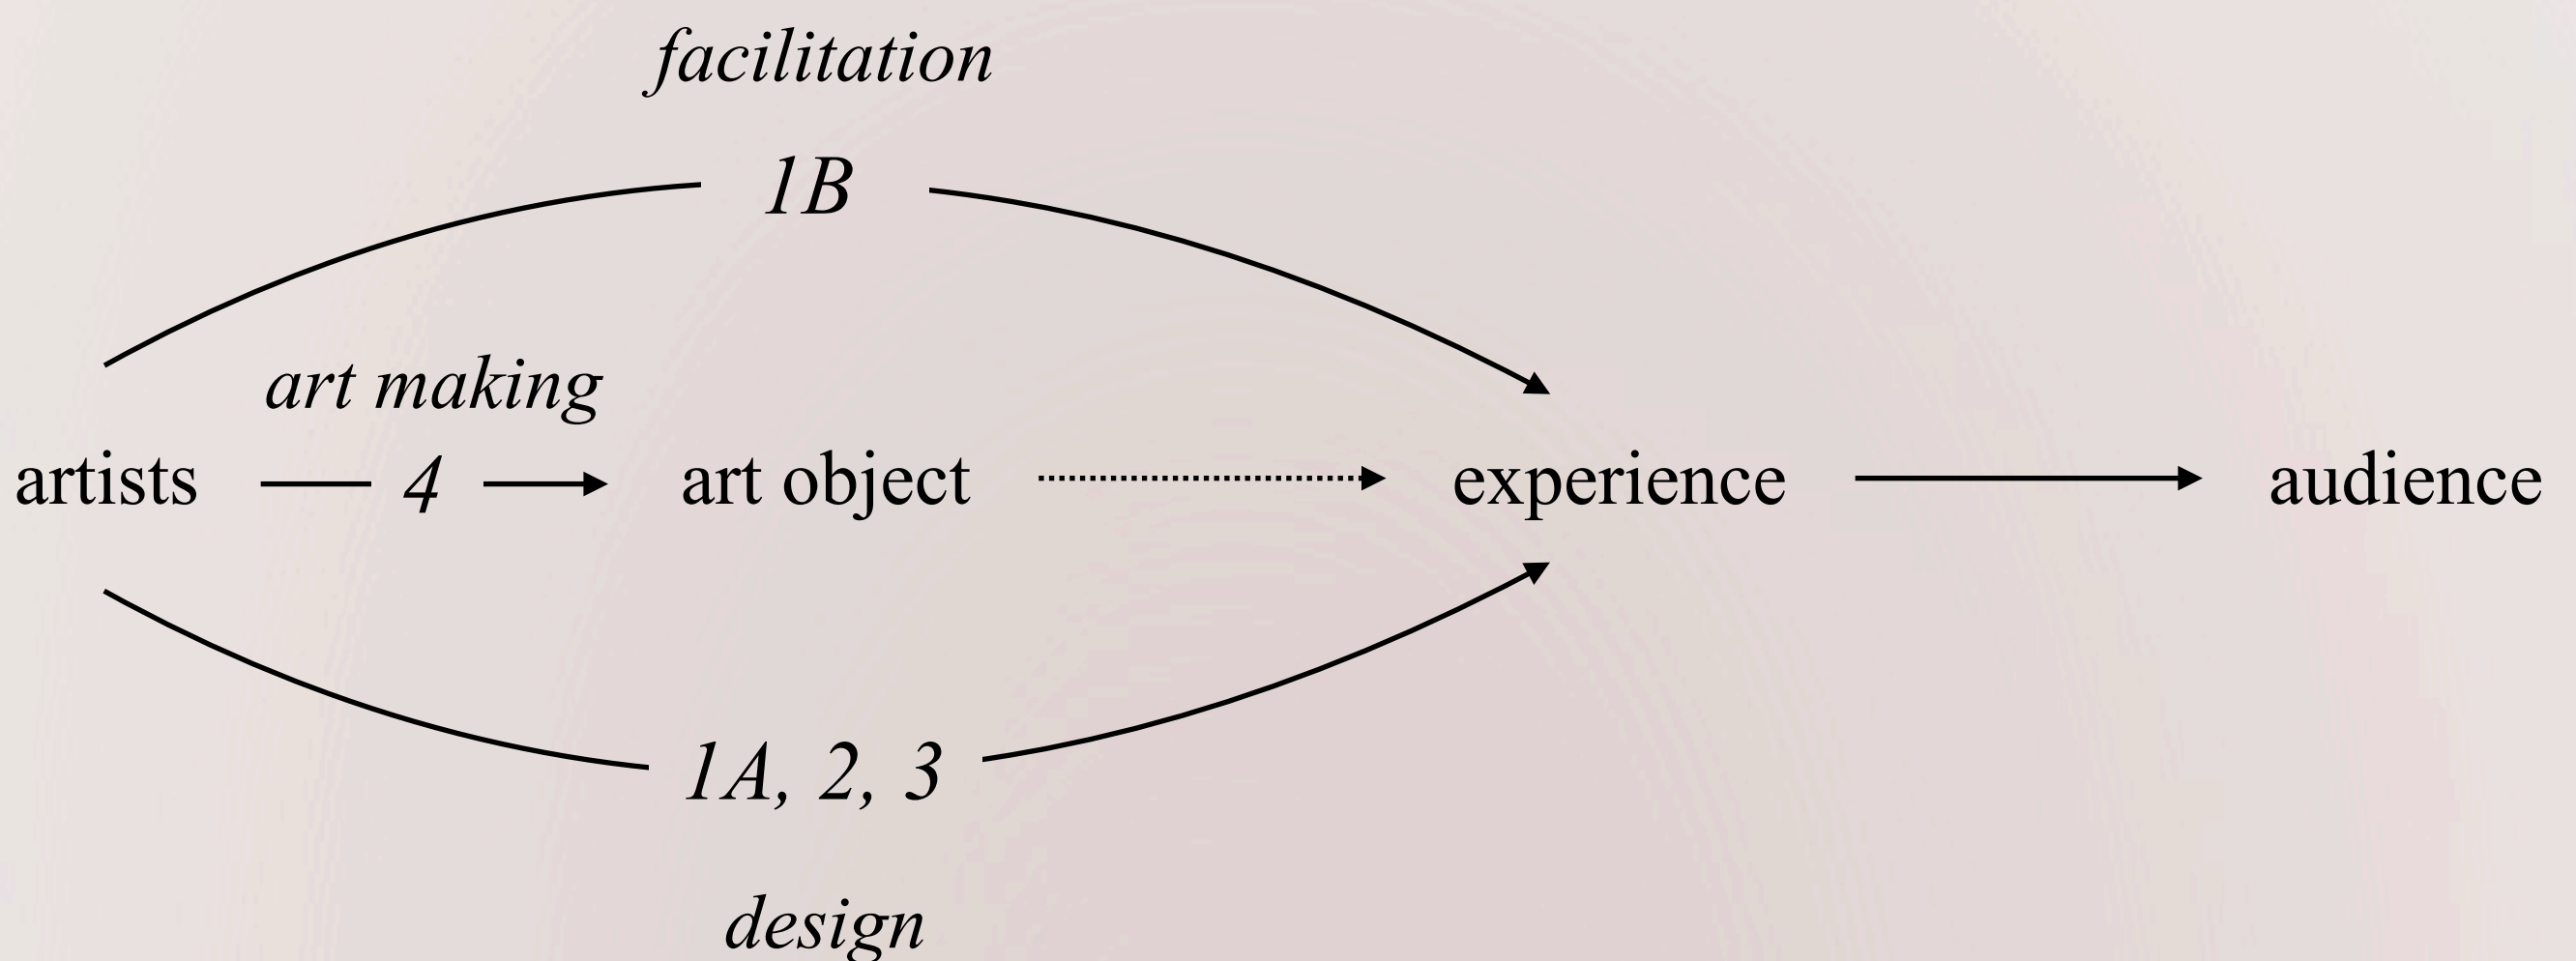 facilitation
1B
art making
artists 4 art object experience audience
1A, 2, 3
design